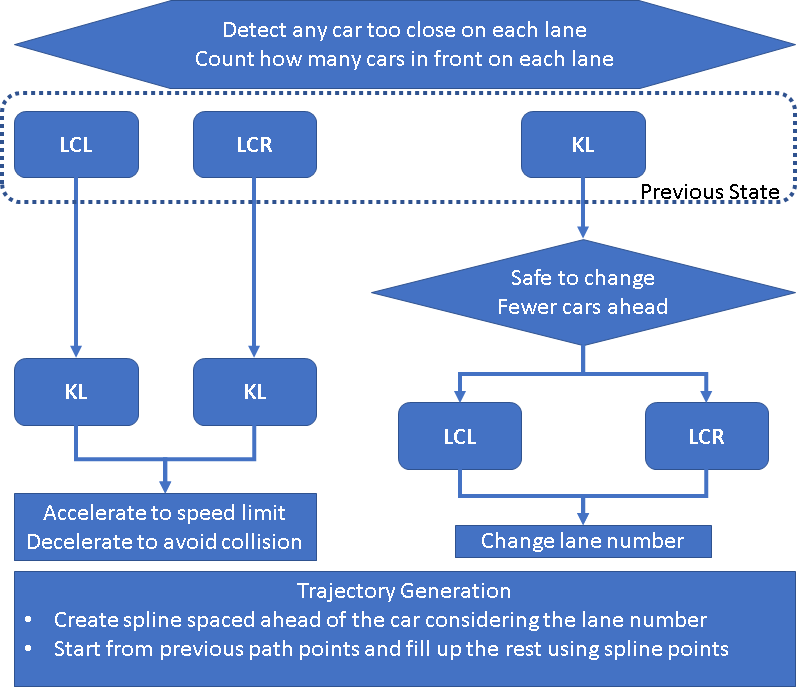 Detect any car too close on each lane
Count how many cars in front on each lane
LCL
LCR
KL
Previous State
Safe to change
Fewer cars ahead
KL
KL
LCL
LCR
Accelerate to speed limit
Decelerate to avoid collision
Change lane number
Trajectory Generation
• Create spline spaced ahead of the car considering the lane number
• Start from previous path points and fill up the rest using spline points